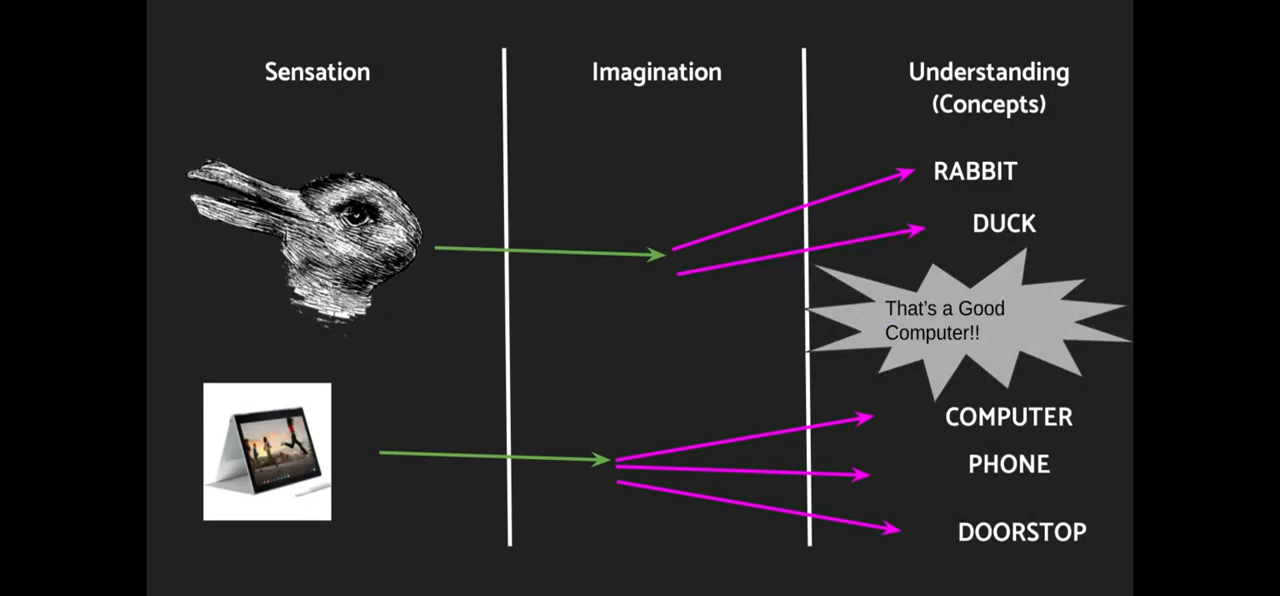 Sensation
Imagination
Understanding
(Concepts)
RABBIT
DUCK
That's a Good
Computer!!
COMPUTER
PHONE
DOORSTOP